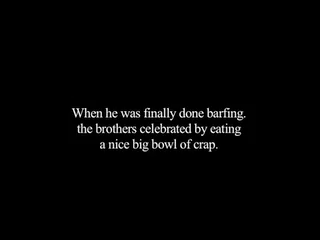 When he was finally done barfing.
the brothers celebrated by eating
a nice big bowl of crap.